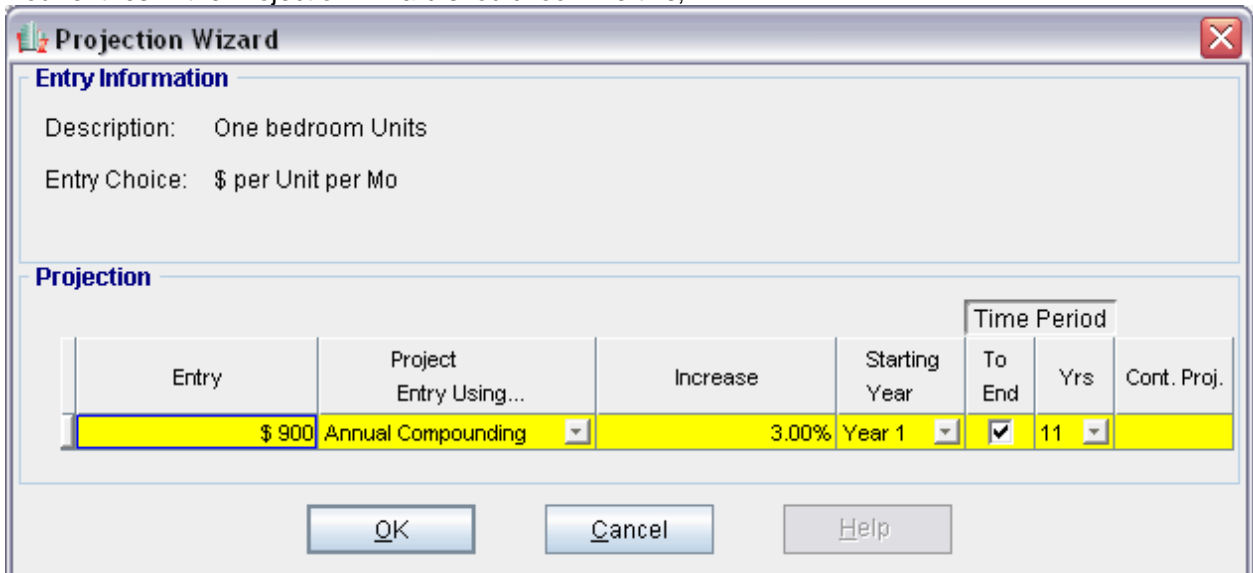 Projection Wizard
Entry Information
Description: One bedroom Units
Entry Choice: $ per Unit per Mo
Projection
Time Period
Entry Project Entry Using... Increase Starting Year To End Yrs Cont. Proj.
$ 900 Annual Compounding 3.00% Year 1 11
OK Cancel Help